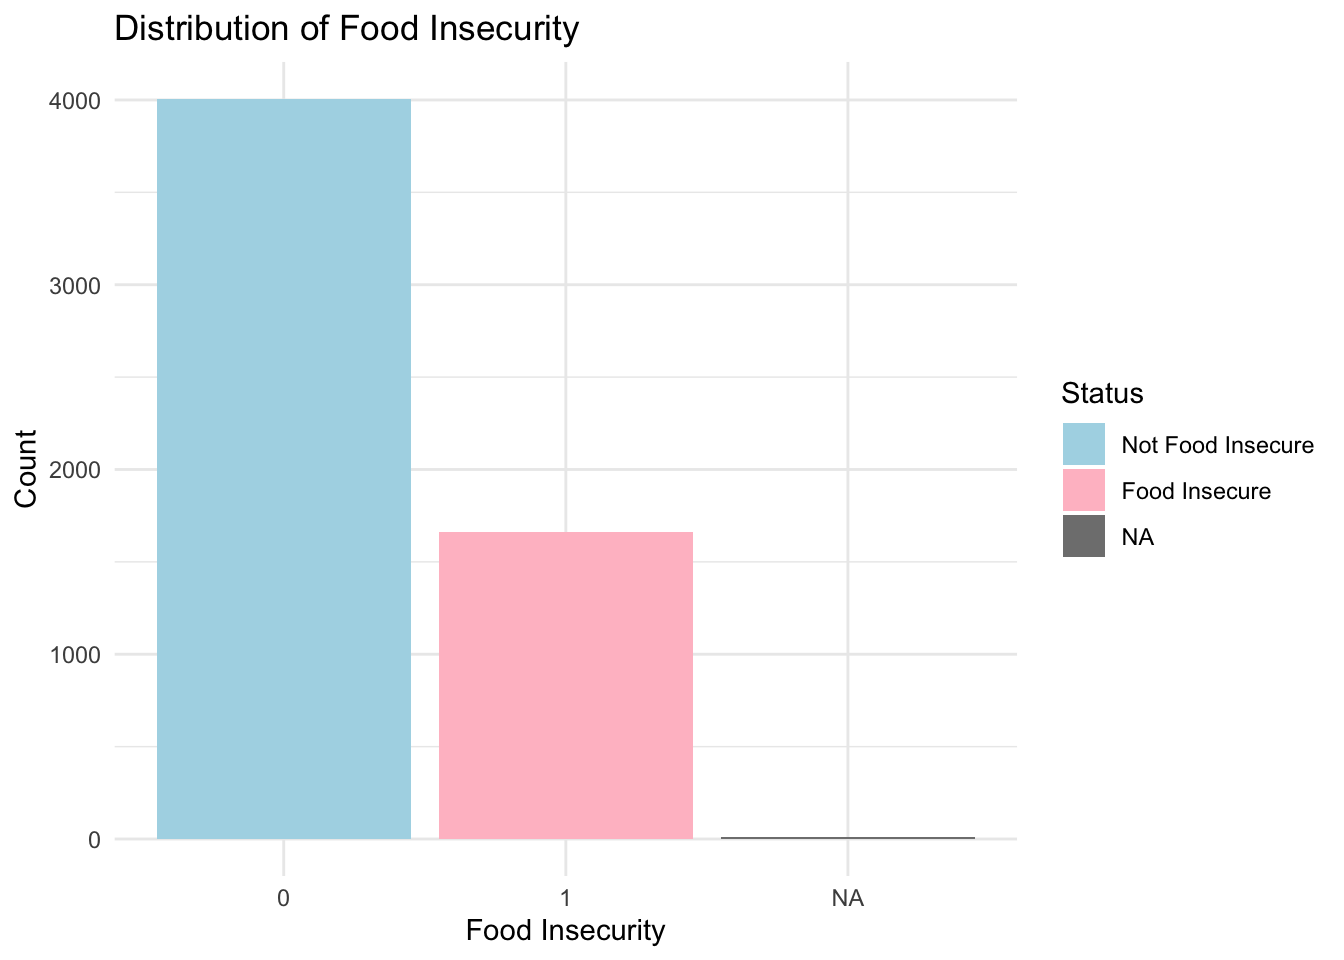 Distribution of Food Insecurity
4000
3000
2000
1000
0
Count
0
1
NA
Food Insecurity
Status
Not Food Insecure
Food Insecure
NA